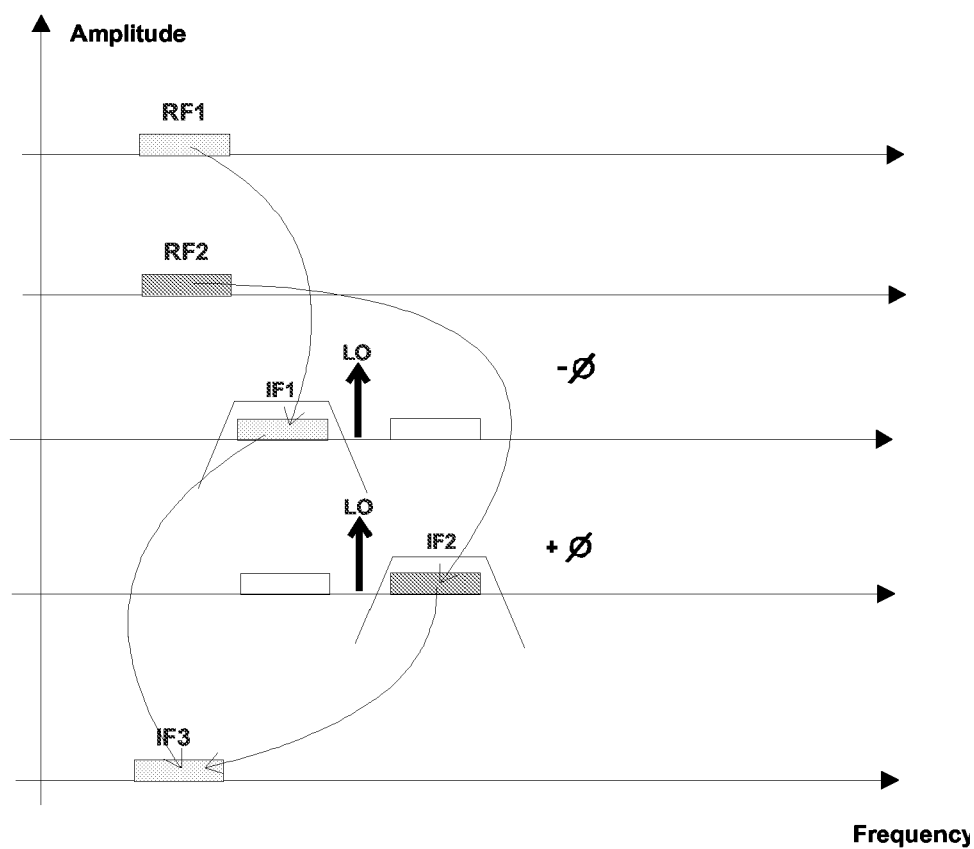 Amplitude
RF1
RF2
LO
-Ø
IF1
LO
IF2
+Ø
IF3
Frequency